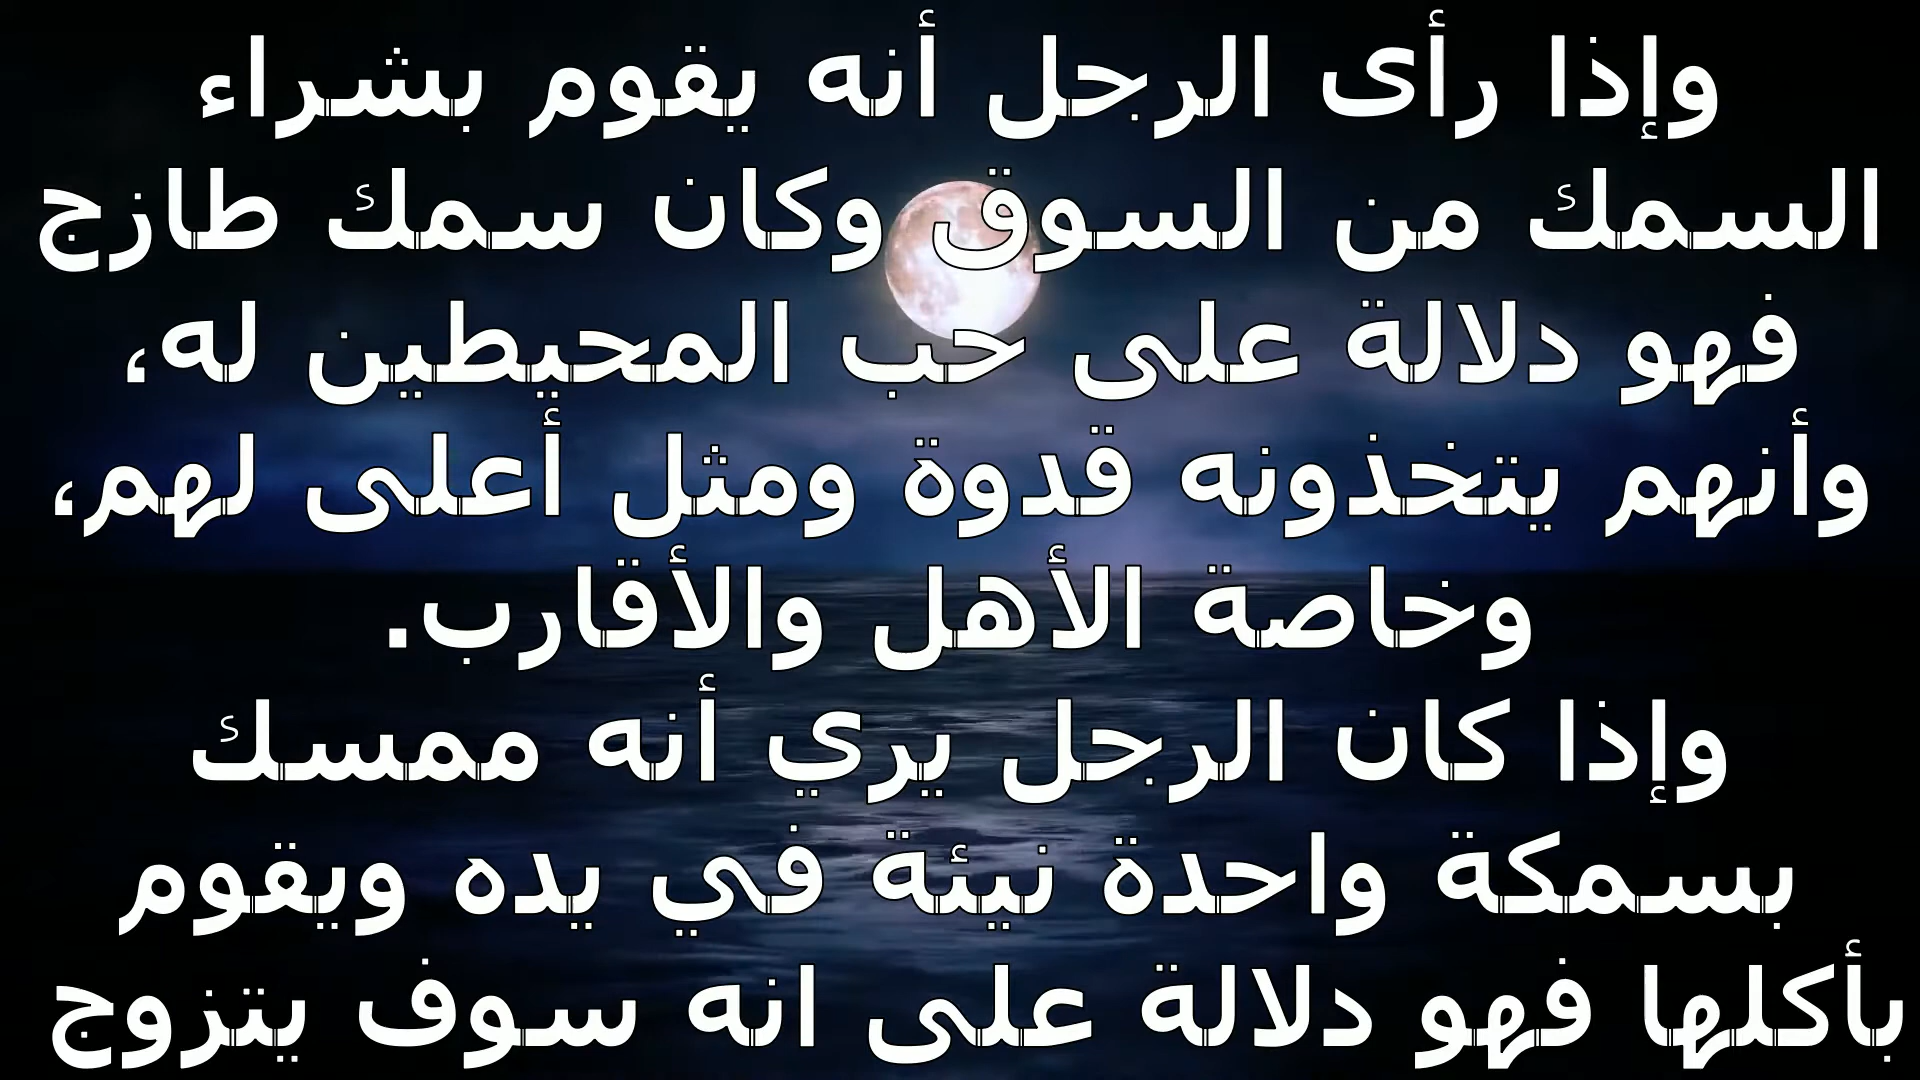 وإذا رأى الرجل أنه يقوم بشراء
السمك من السوق وكان سمك طازج
فهو دلالة على حب المحيطين له،
وأنهم يتخذونه قدوة ومثل أعلى لهم،
وخاصة الأهل والأقارب.
وإذا كان الرجل يري أنه ممسك
بسمكة واحدة نيئة في يده ويقوم
بأكلها فهو دلالة على انه سوف يتزوج